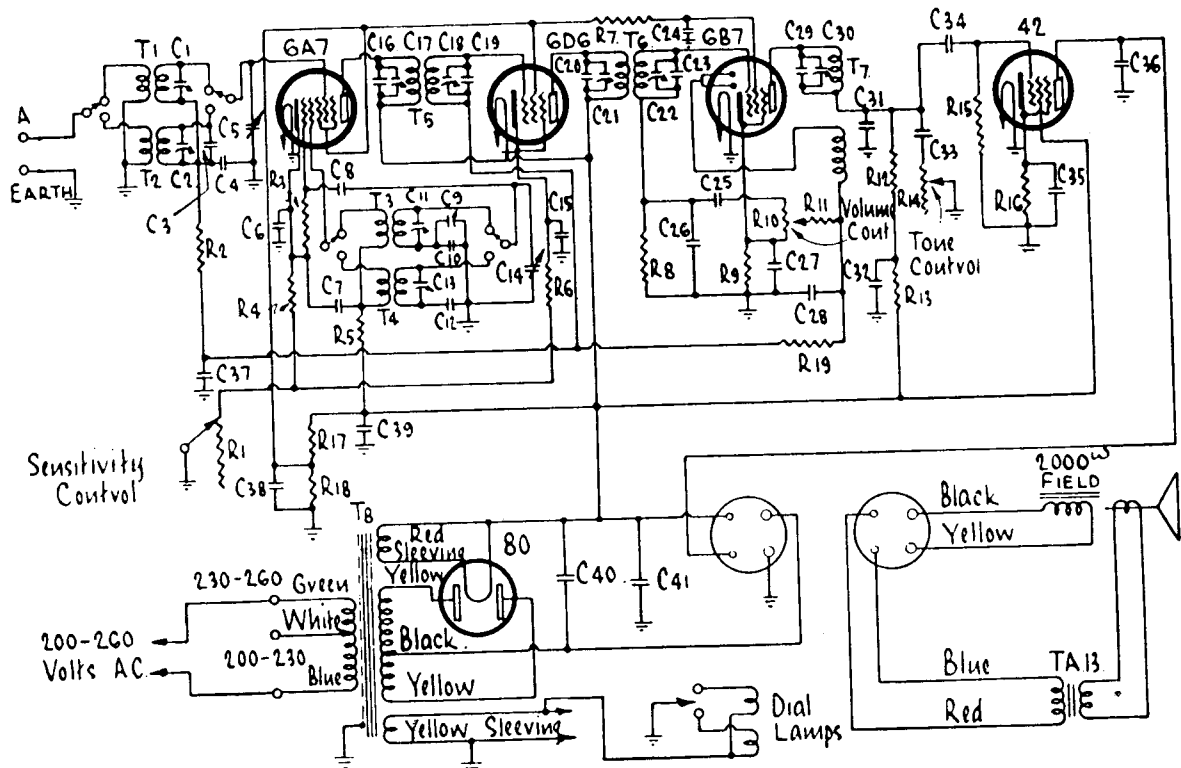 C34
42
C29 C30
R7 T6 C24 6B7
6D6
C16 C17 C18 C19
6A7
T1 C1
C20
C23
C36
T7
A
C5
T5
C21
C22
C31
R15
T2 C2 C4
C33
EARTH
R3 C8
R12
C3
T3 C11 C9
C25
R14
R16
C35
C15
R10 R11
Volume
Cont
C6
C10
C26
Tone
Control
R2
C14
C13
R8
R9
C27
C32
R4
C7
T4
C12
R6
R13
R5
C28
R19
C37
R17
C39
R1
Sensitivity
Control
C38
R18
2000ω
FIELD
Black
Yellow
T8
Red
Sleeving
80
Yellow
C40
C41
230-260 Green
White
200-260
Volts AC.
200-230
Blue
Black.
Yellow
Blue
TA13
Red
Yellow Sleeving
Dial
Lamps